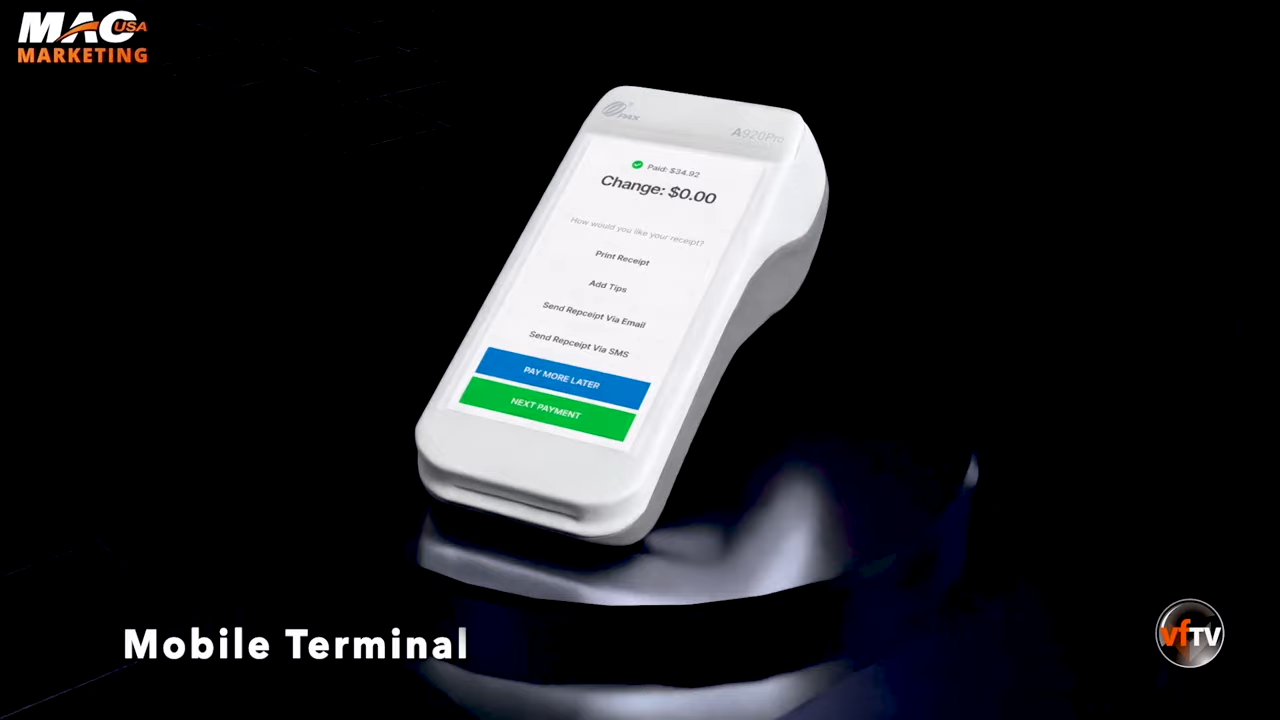 MAC USA
MARKETING
PAX
A920Pro
Paid: $34.92
Change: $0.00
How would you like your receipt?
Print Receipt
Add Tips
Send Repceipt Via Email
Send Repceipt Via SMS
PAY MORE LATER
NEXT PAYMENT
Mobile Terminal
vfTV